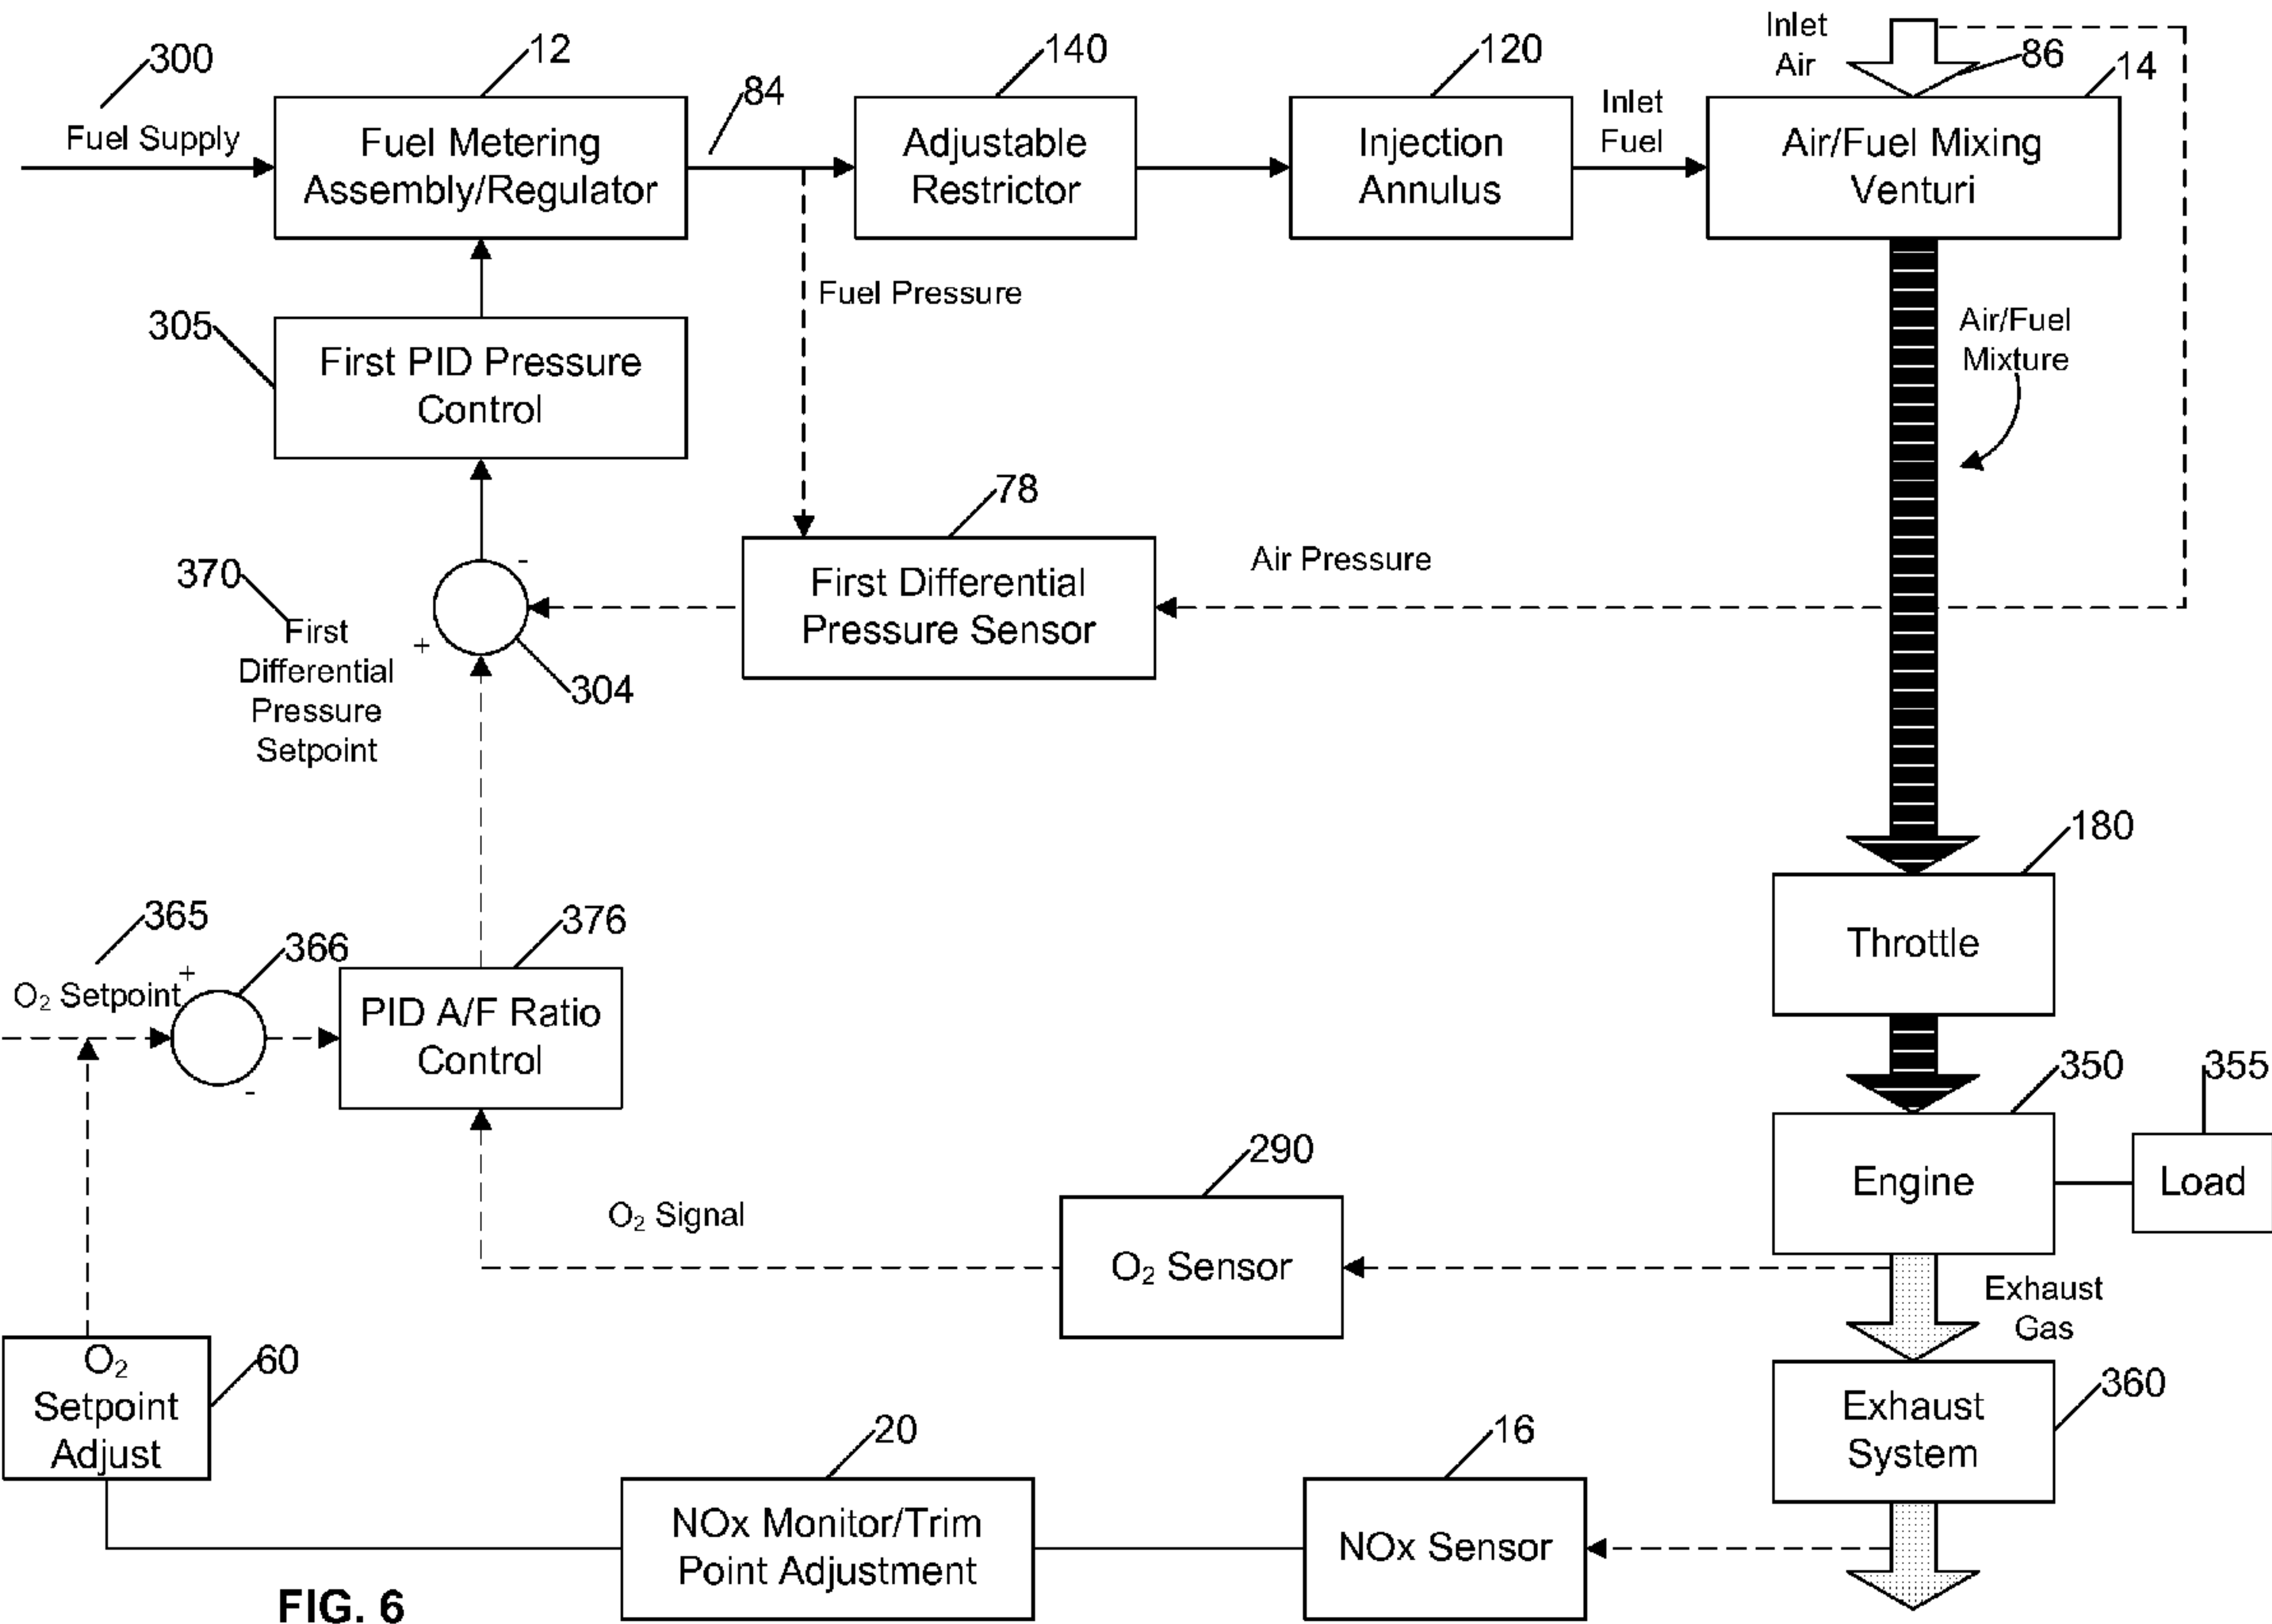 300
12
84
140
120
Inlet
Air
86
14
Fuel Supply
Fuel Metering
Assembly/Regulator
Adjustable
Restrictor
Injection
Annulus
Inlet
Fuel
Air/Fuel Mixing
Venturi
Fuel Pressure
305
First PID Pressure
Control
Air/Fuel
Mixture
78
370
First
Differential
Pressure
Setpoint
-
+
304
First Differential
Pressure Sensor
Air Pressure
180
Throttle
365
366
376
O₂ Setpoint
+
-
PID A/F Ratio
Control
350
355
Engine
Load
290
O₂ Signal
O₂ Sensor
Exhaust
Gas
60
O₂
Setpoint
Adjust
360
Exhaust
System
20
16
NOx Monitor/Trim
Point Adjustment
NOx Sensor
FIG. 6